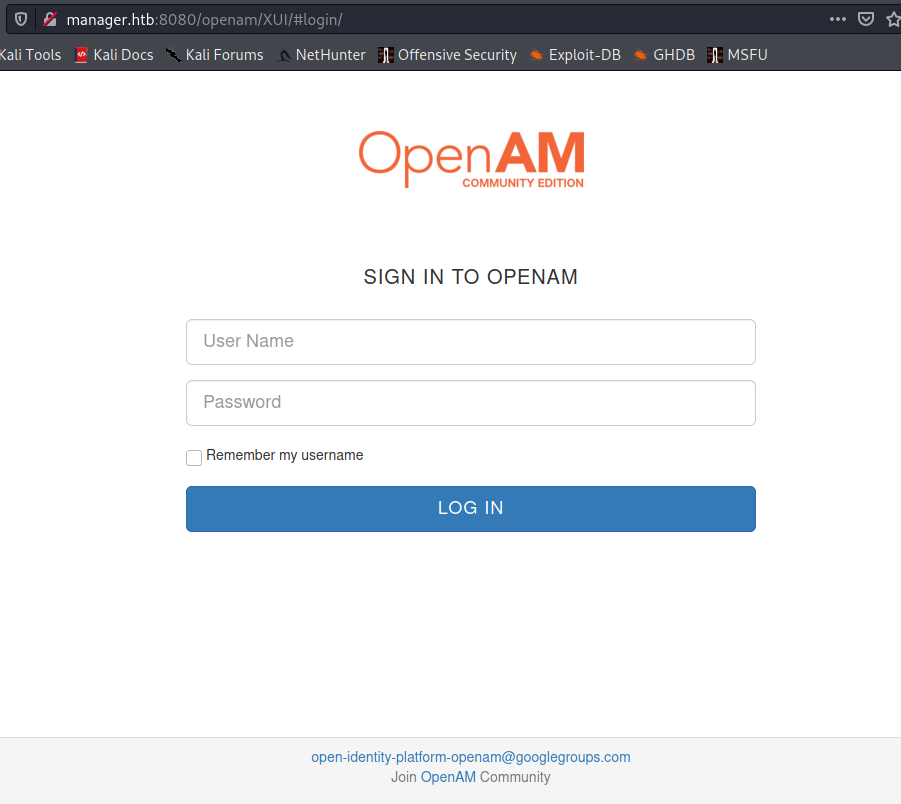 manager.htb:8080/openam/XUI/#login/
Kali Tools Kali Docs Kali Forums NetHunter Offensive Security Exploit-DB GHDB MSFU
OpenAM
COMMUNITY EDITION
SIGN IN TO OPENAM
User Name
Password
Remember my username
LOG IN
open-identity-platform-openam@googlegroups.com
Join OpenAM Community